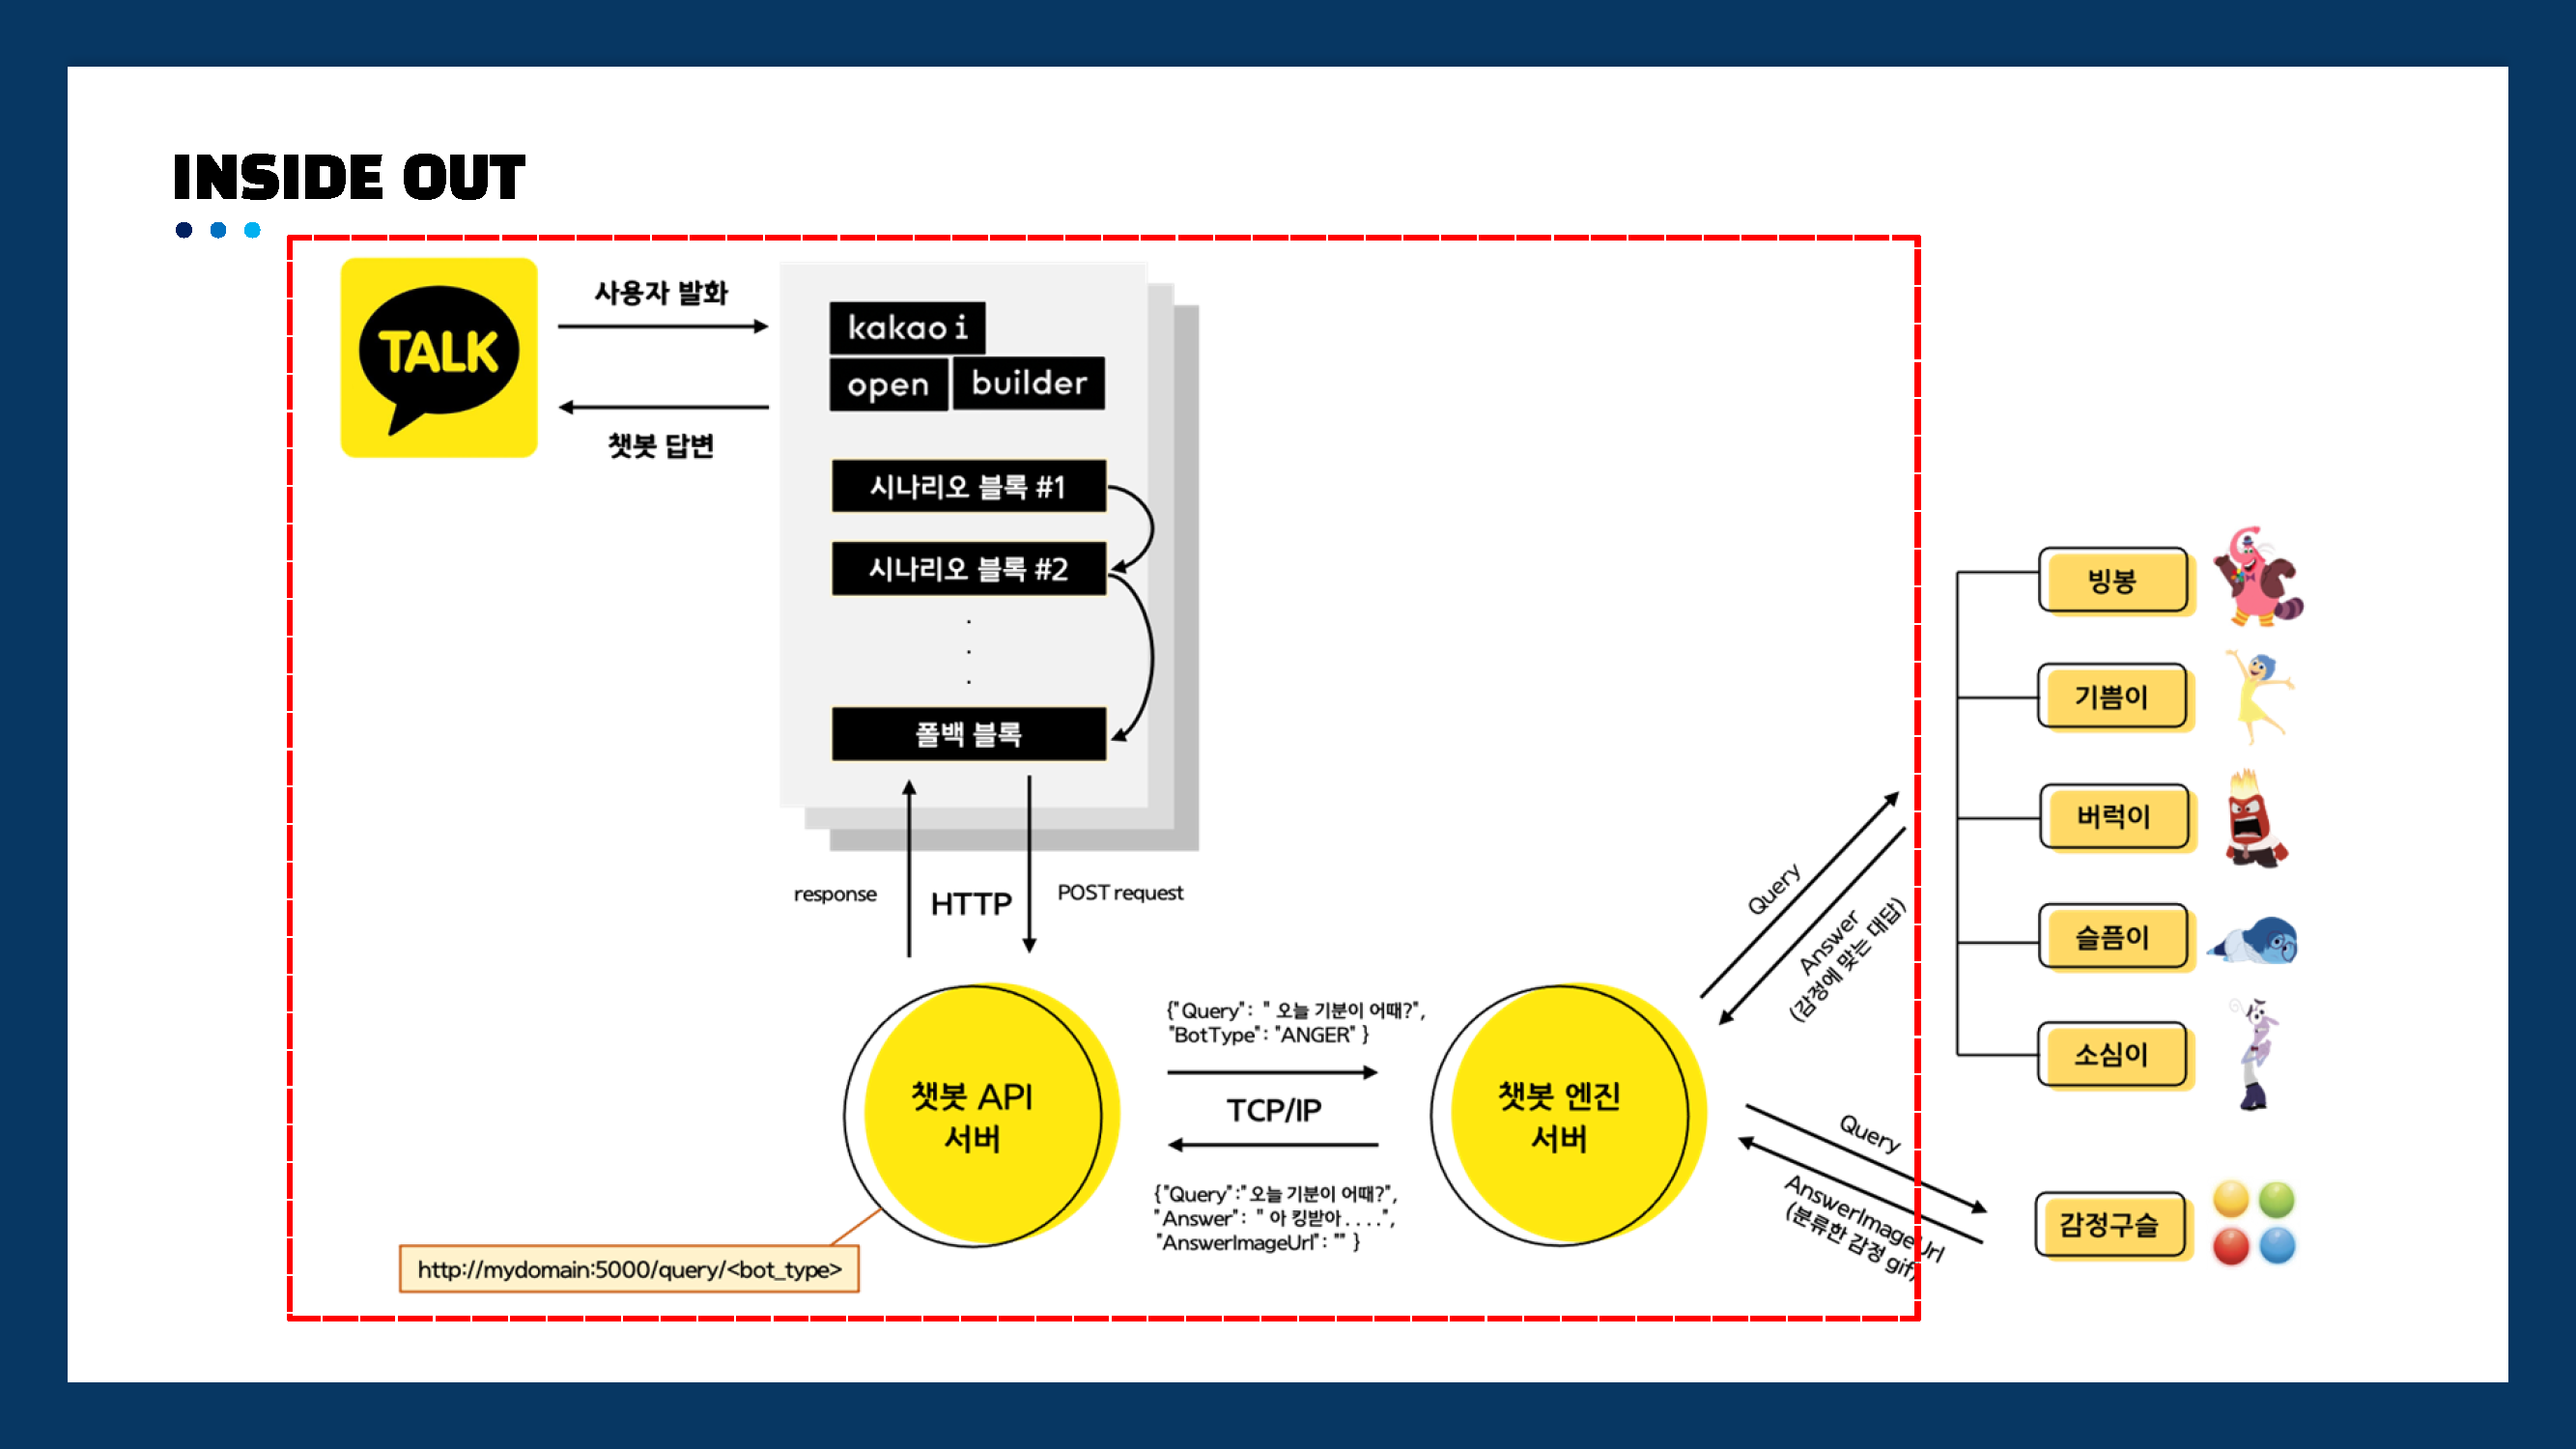 INSIDE OUT
TALK
사용자 발화
챗봇 답변
kakao i
open builder
시나리오 블록 #1
시나리오 블록 #2
.
.
.
폴백 블록
response
HTTP
POST request
챗봇 API
서버
http://mydomain:5000/query/<bot_type>
{"Query": " 오늘 기분이 어때?",
"BotType": "ANGER" }
TCP/IP
{"Query":"오늘 기분이 어때?",
"Answer": " 아 킹받아 . . . .",
"AnswerImageUrl": "" }
챗봇 엔진
서버
Query
Answer
(감정에 맞는 대답)
Query
AnswerImageUrl
(분류한 감정 gif)
빙봉
기쁨이
버럭이
슬픔이
소심이
감정구슬